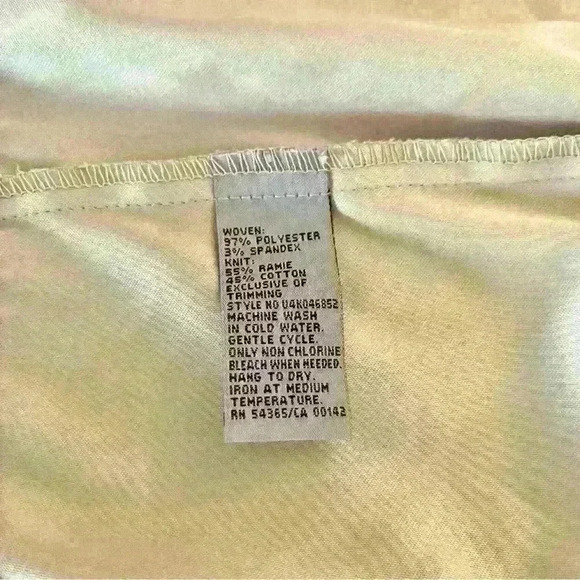 WOVEN:
97% POLYESTER
3% SPANDEX
KNIT:
55% RAMIE
45% COTTON
EXCLUSIVE OF
TRIMMING
STYLE NO U4K046852
MACHINE WASH
IN COLD WATER.
GENTLE CYCLE.
ONLY NON CHLORINE
BLEACH WHEN NEEDED.
HANG TO DRY.
IRON AT MEDIUM
TEMPERATURE.
RN 54365/CA 00142